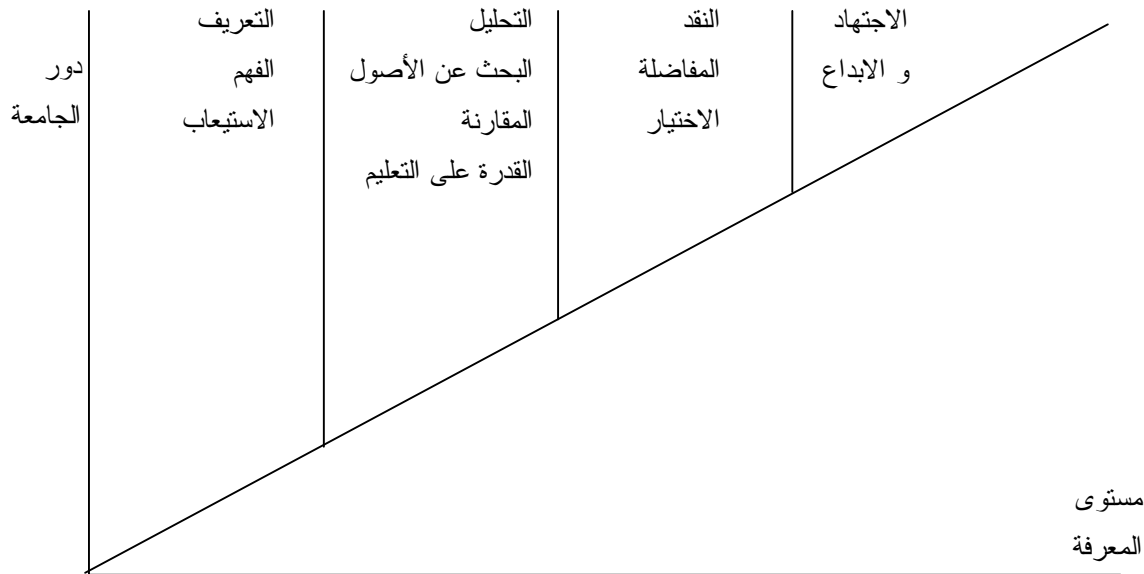 دور
الجامعة
التعريف
الفهم
الاستيعاب
التحليل
البحث عن الأصول
المقارنة
القدرة على التعليم
النقد
المفاضلة
الاختيار
الاجتهاد
و الابداع
مستوى
المعرفة